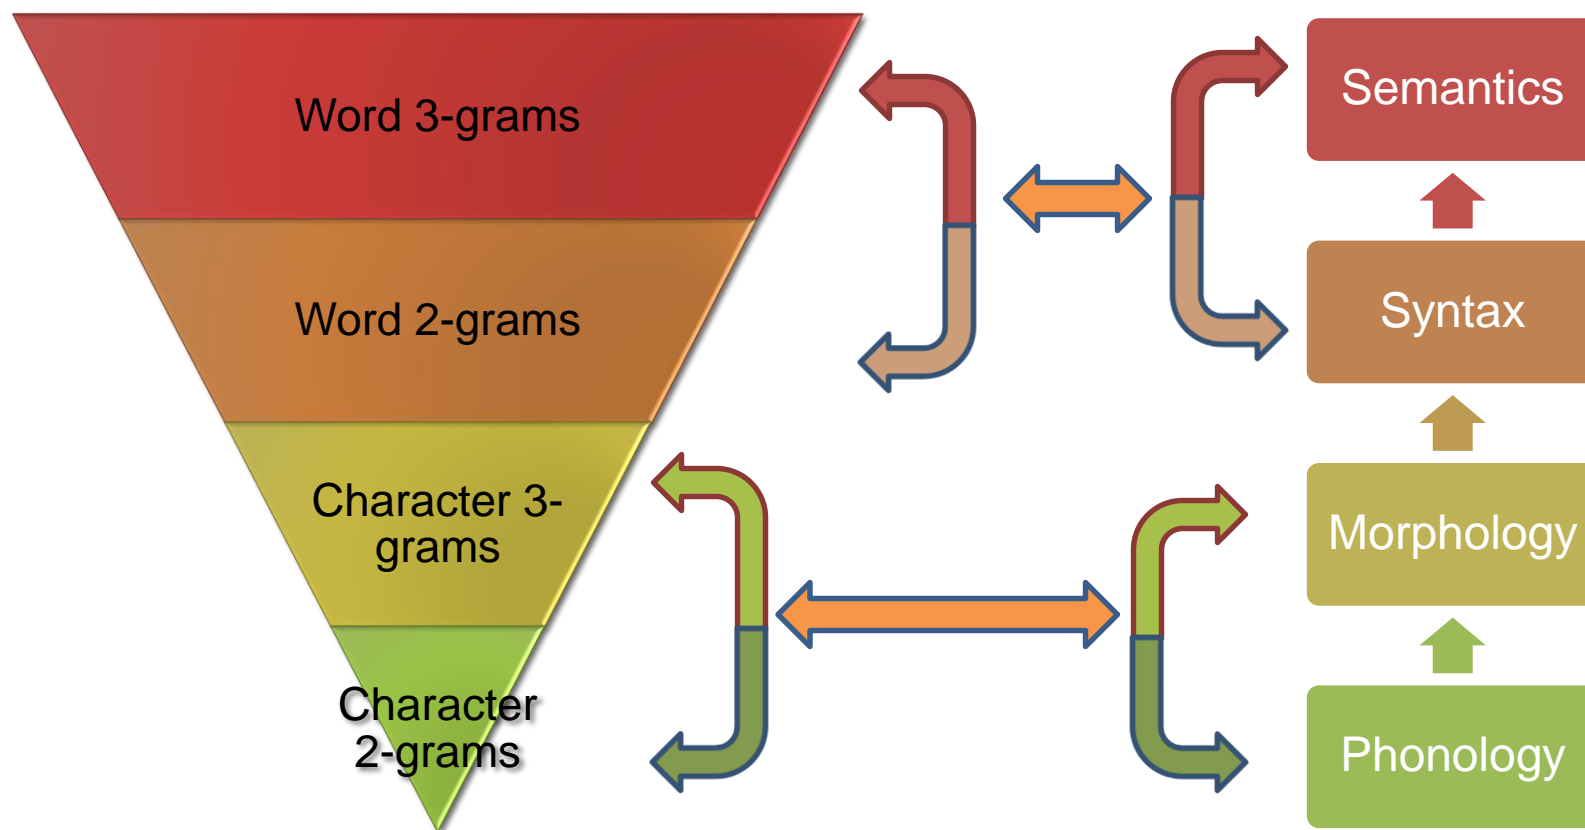 Word 3-grams
Word 2-grams
Character 3-
grams
Character
2-grams
Semantics
Syntax
Morphology
Phonology